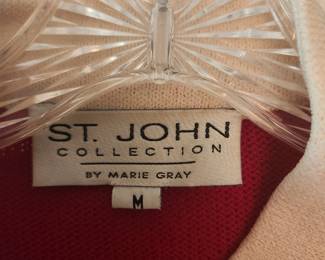 ST. JOHN
COLLECTION
BY MARIE GRAY
M